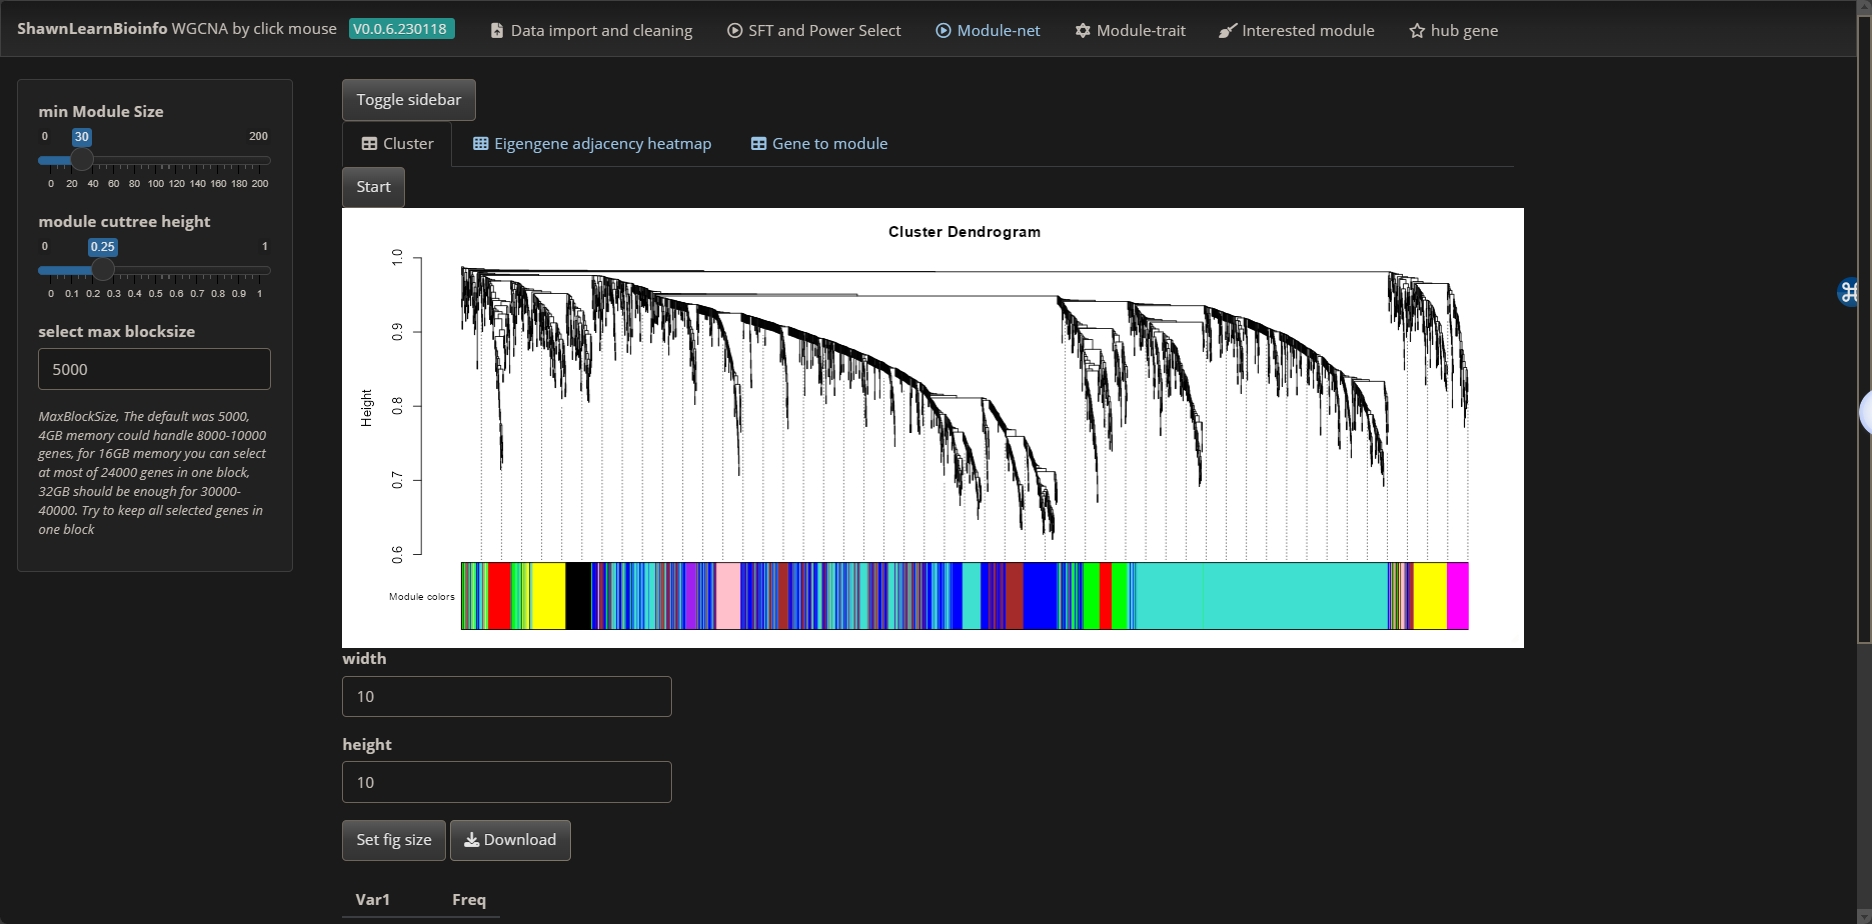 ShawnLearnBioinfo WGCNA by click mouse V0.0.6.230118 Data import and cleaning SFT and Power Select Module-net Module-trait Interested module hub gene
min Module Size
0 30 200
0 20 40 60 80 100 120 140 160 180 200
module cuttree height
0 0.25 1
0 0.1 0.2 0.3 0.4 0.5 0.6 0.7 0.8 0.9 1
select max blocksize
5000
MaxBlockSize, The default was 5000,
4GB memory could handle 8000-10000
genes, for 16GB memory you can select
at most of 24000 genes in one block,
32GB should be enough for 30000-
40000. Try to keep all selected genes in
one block
Toggle sidebar
Cluster Eigengene adjacency heatmap Gene to module
Start
Cluster Dendrogram
Height
1.0
0.9
0.8
0.7
0.6
Module colors
width
10
height
10
Set fig size Download
Var1 Freq